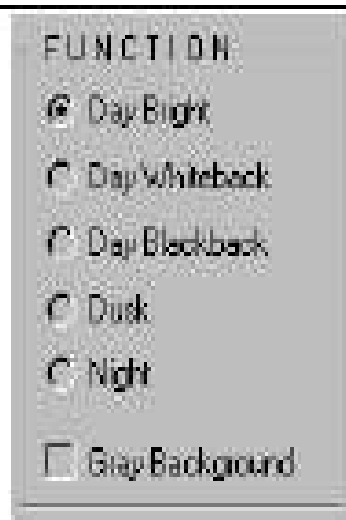 FUNCTION
Day Bright
Day Whiteback
Day Blackback
Dusk
Night
Gray Background